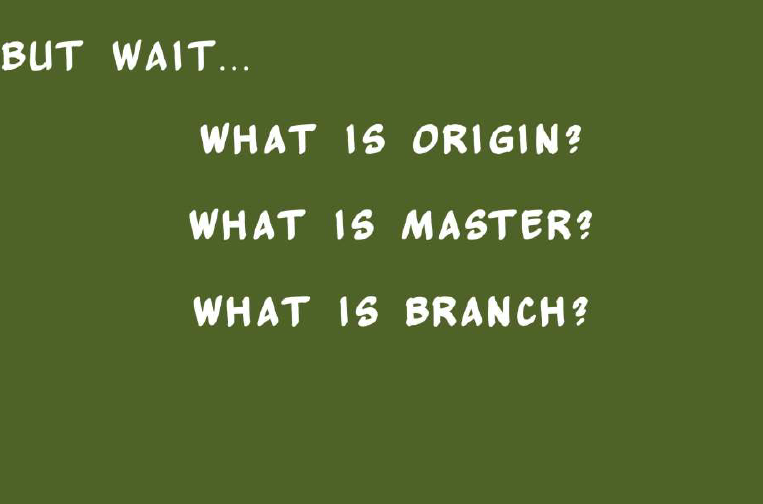 BUT WAIT...
WHAT IS ORIGIN?
WHAT IS MASTER?
WHAT IS BRANCH?